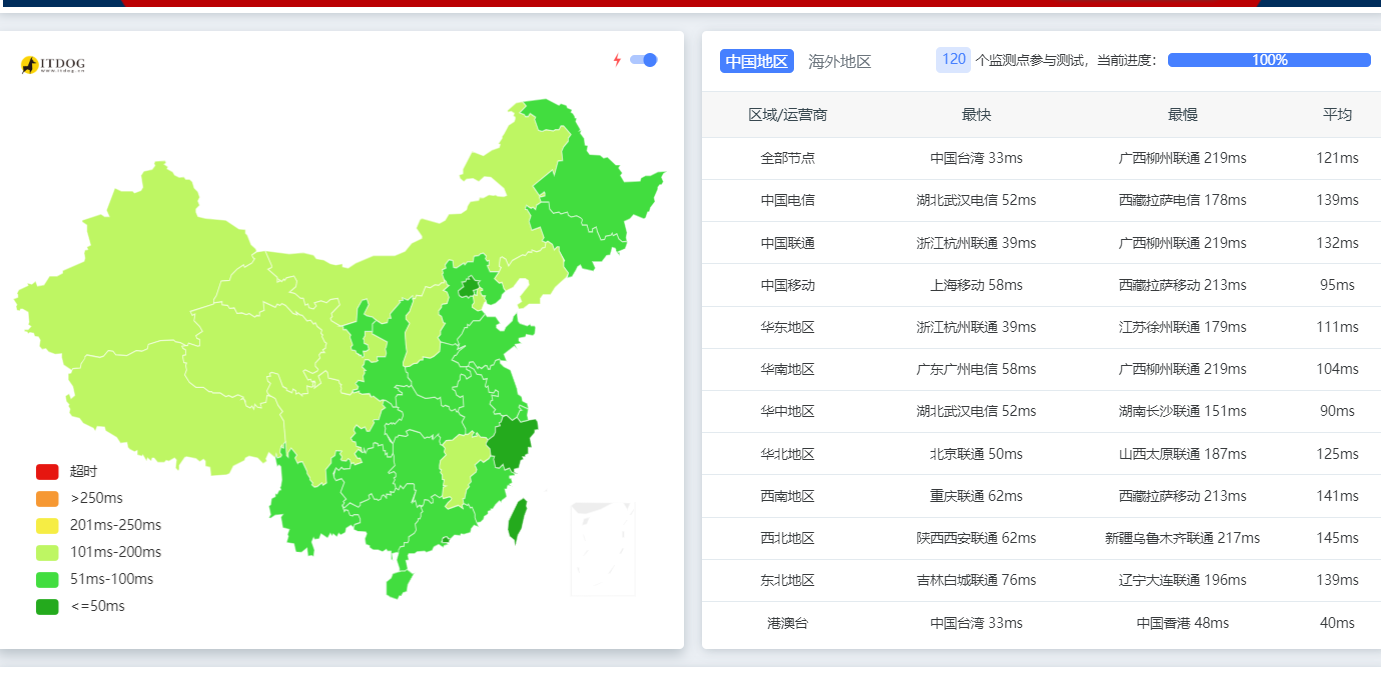 ITDOG
www.itdog.cn
超时
>250ms
201ms-250ms
101ms-200ms
51ms-100ms
<=50ms
中国地区 海外地区 120 个监测点参与测试，当前进度： 100%
区域/运营商 最快 最慢 平均
全部节点 中国台湾 33ms 广西柳州联通 219ms 121ms
中国电信 湖北武汉电信 52ms 西藏拉萨电信 178ms 139ms
中国联通 浙江杭州联通 39ms 广西柳州联通 219ms 132ms
中国移动 上海移动 58ms 西藏拉萨移动 213ms 95ms
华东地区 浙江杭州联通 39ms 江苏徐州联通 179ms 111ms
华南地区 广东广州电信 58ms 广西柳州联通 219ms 104ms
华中地区 湖北武汉电信 52ms 湖南长沙联通 151ms 90ms
华北地区 北京联通 50ms 山西太原联通 187ms 125ms
西南地区 重庆联通 62ms 西藏拉萨移动 213ms 141ms
西北地区 陕西西安联通 62ms 新疆乌鲁木齐联通 217ms 145ms
东北地区 吉林白城联通 76ms 辽宁大连联通 196ms 139ms
港澳台 中国台湾 33ms 中国香港 48ms 40ms